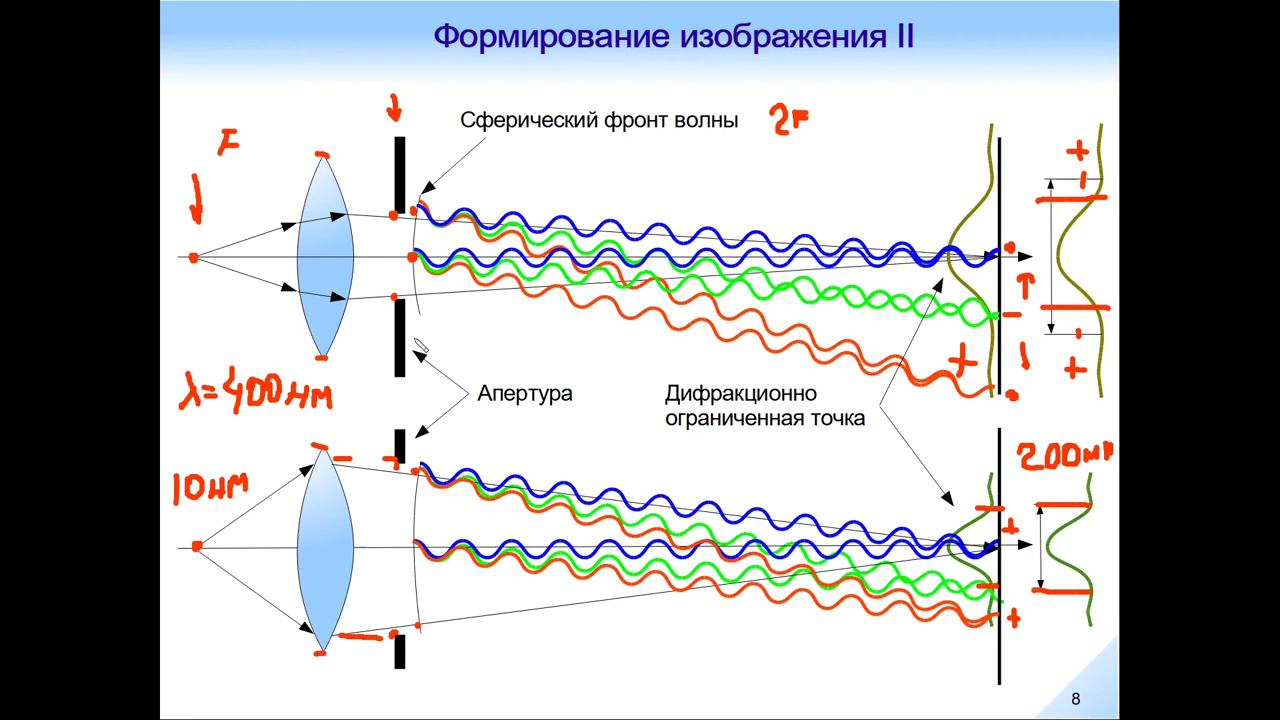 Формирование изображения II
Сферический фронт волны
2F
F
λ=400нм
Апертура
Дифракционно
ограниченная точка
10нм
200нм
8